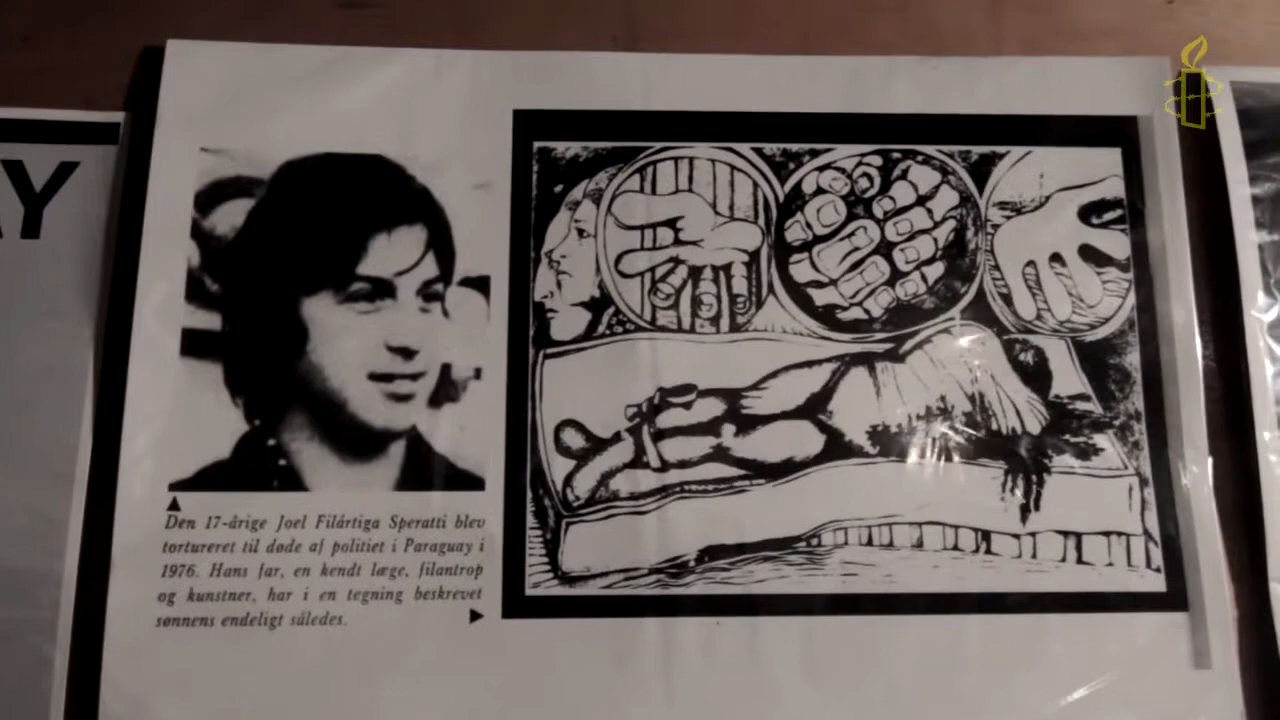 AY
Den 17-årige Joel Filártiga Speratti blev
tortureret til døde af politiet i Paraguay i
1976. Hans far, en kendt læge, filantrop
og kunstner, har i en tegning beskrevet
sønnens endeligt således.